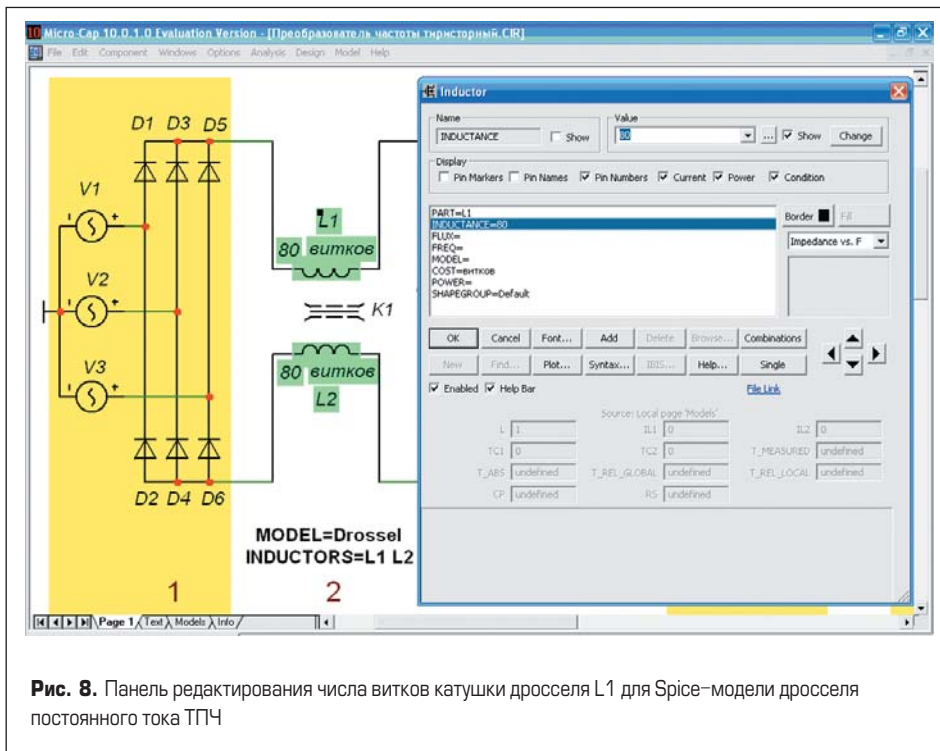 Micro-Cap 10.0.1.0 Evaluation Version - [Преобразователь частоты тиристорный.CIR]
File Edit Component Windows Options Analysis Design Model Help
D1 D3 D5
V1
V2
V3
D2 D4 D6
1
L1
80 витков
K1
80 витков
L2
MODEL=Drossel
INDUCTORS=L1 L2
2
Inductor
Name
INDUCTANCE Show
Value
80 ... Show Change
Display
Pin Markers Pin Names Pin Numbers Current Power Condition
PART=L1
INDUCTANCE=80
FLUX=
FREQ=
MODEL=
COST=витков
POWER=
SHAPEGROUP=Default
Border Fill
Impedance vs. F
OK Cancel Font... Add Delete Browse... Combinations
New Find... Plot... Syntax... IBIS... Help... Single
Enabled Help Bar File Link
Source: Local page 'Models'
L 1 IL1 0 IL2 0
TC1 0 TC2 0 T_MEASURED undefined
T_ABS undefined T_REL_GLOBAL undefined T_REL_LOCAL undefined
CP undefined RS undefined
Page 1 Text Models Info
Рис. 8. Панель редактирования числа витков катушки дросселя L1 для Spice-модели дросселя
постоянного тока ТПЧ